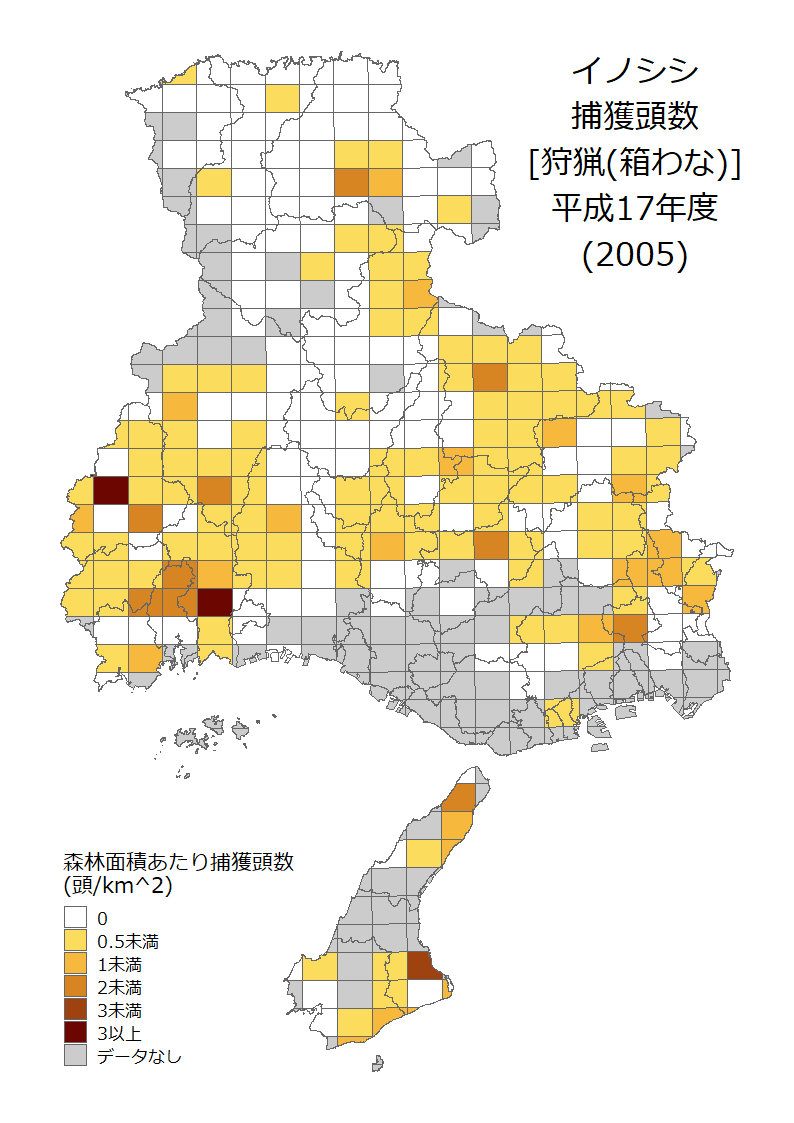 イノシシ
捕獲頭数
[狩猟(箱わな)]
平成17年度
(2005)
森林面積あたり捕獲頭数
(頭/km^2)
0
0.5未満
1未満
2未満
3未満
3以上
データなし